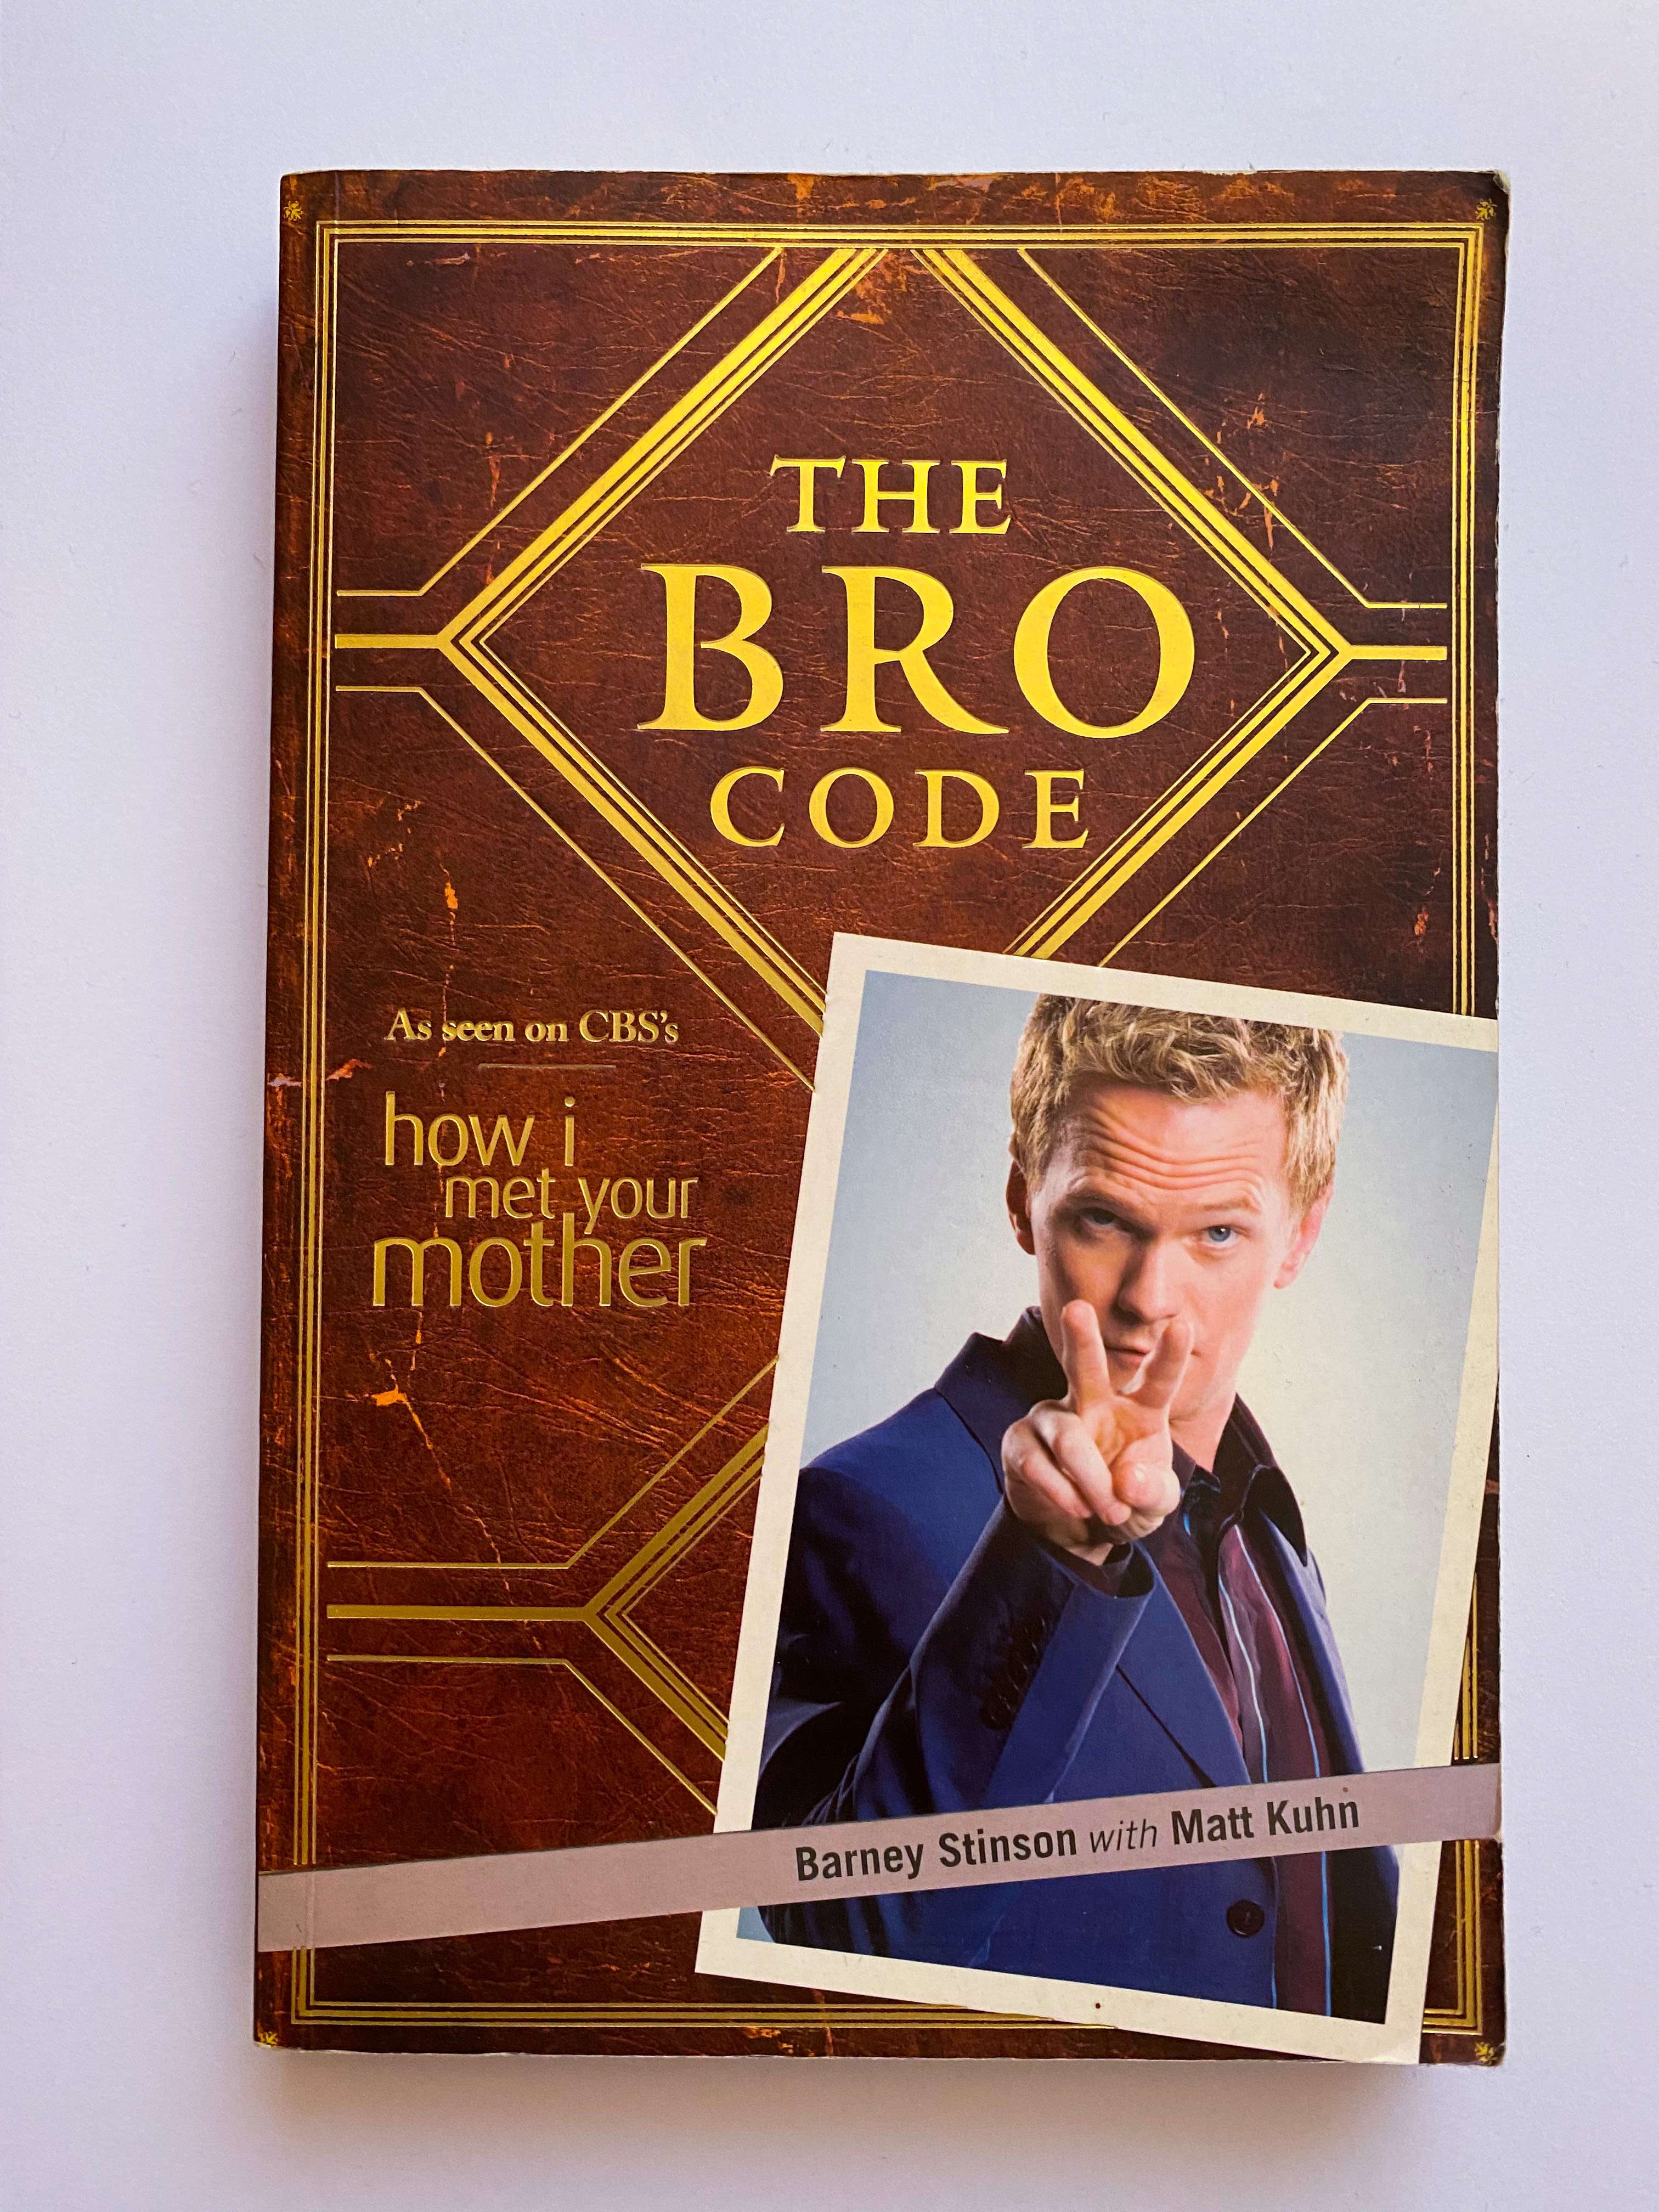 THE
BRO
CODE
As seen on CBS's
how i
met your
mother
Barney Stinson with Matt Kuhn